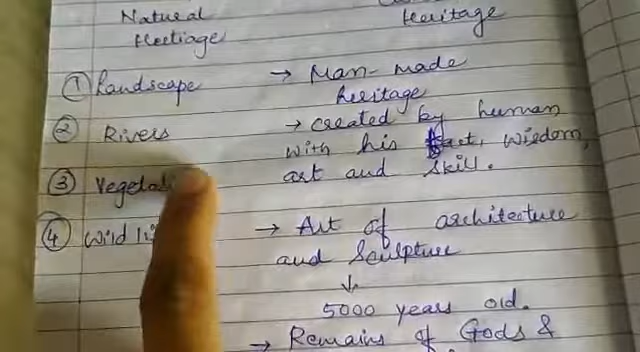 Natural
Heritage
Heritage
① Landscape
② Rivers
③
④ Wild
→ Man-made
heritage
→ created by human
with his wisdom,
art and skill.
→ Art of architecture
and Sculpture
↓
5000 years old.
→ Remains of Gods &